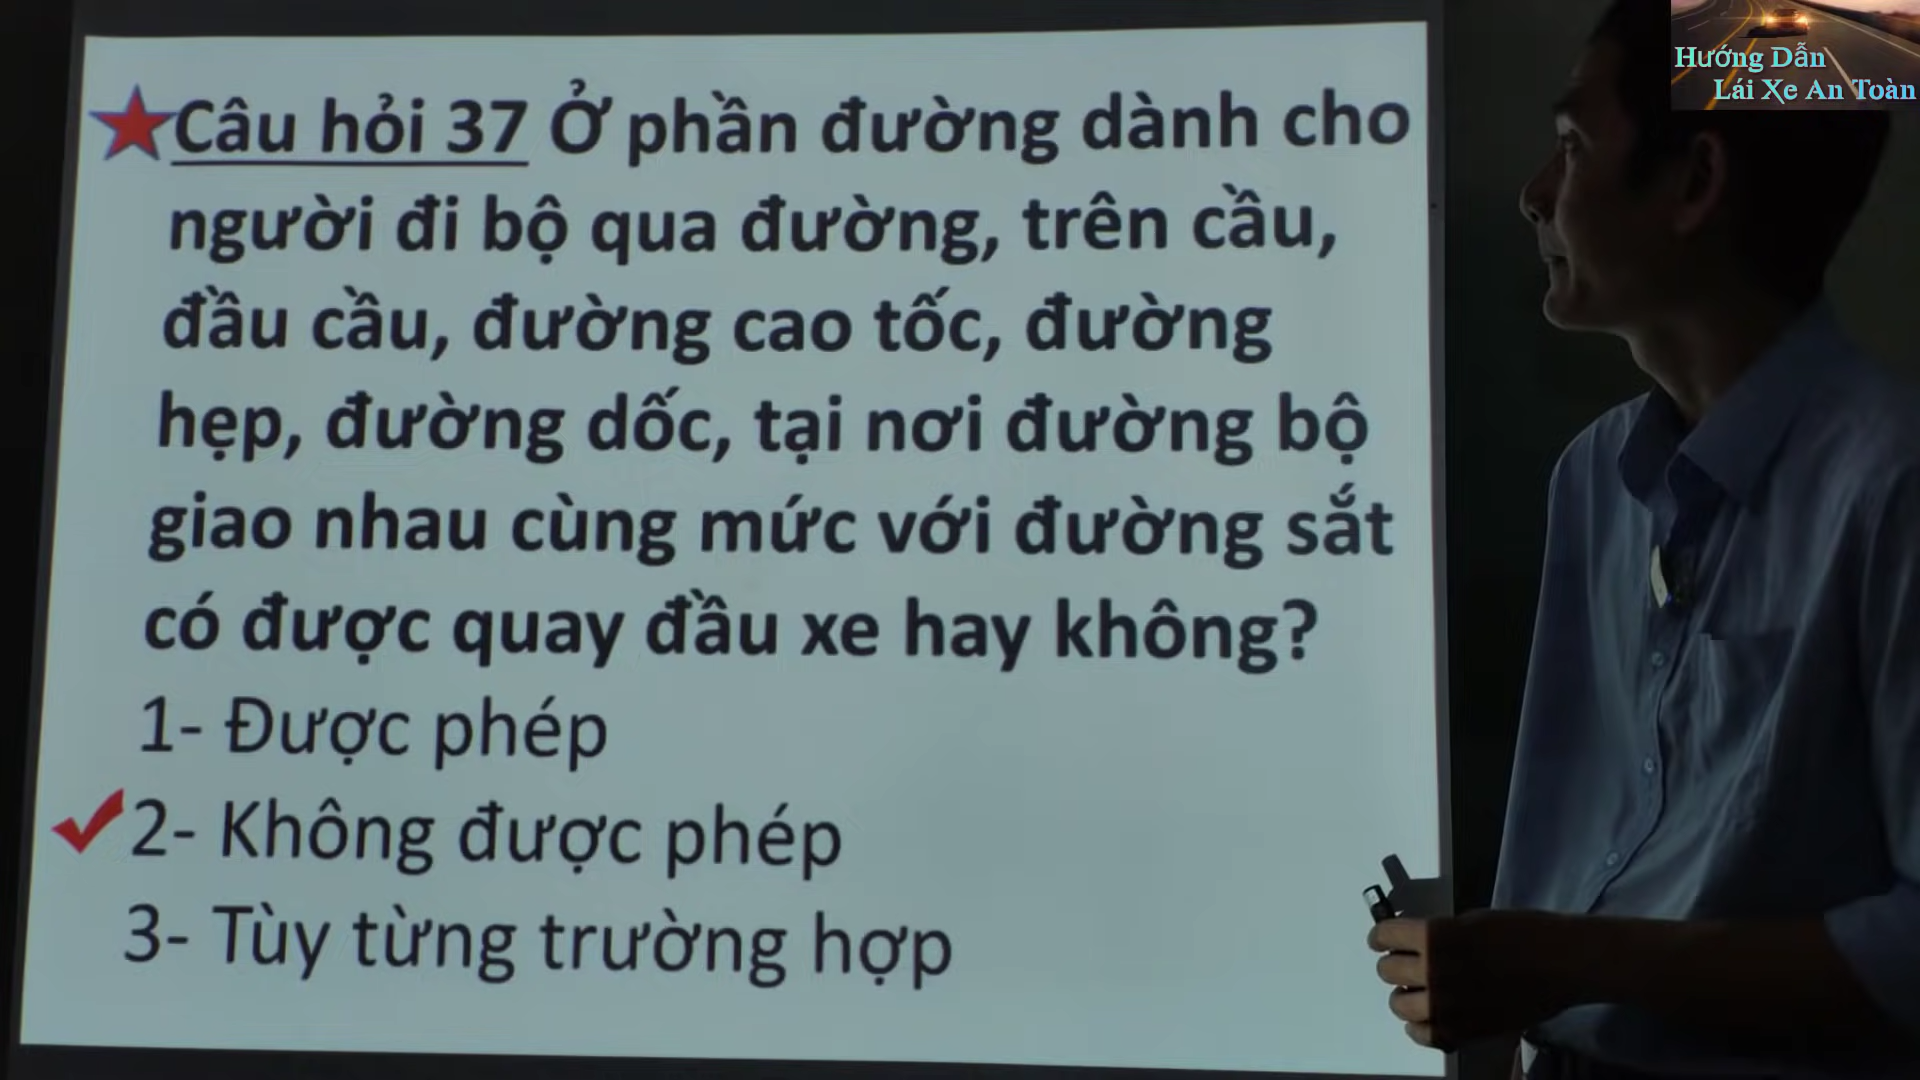 Hướng Dẫn
Lái Xe An Toàn
Câu hỏi 37 Ở phần đường dành cho
người đi bộ qua đường, trên cầu,
đầu cầu, đường cao tốc, đường
hẹp, đường dốc, tại nơi đường bộ
giao nhau cùng mức với đường sắt
có được quay đầu xe hay không?
1- Được phép
2- Không được phép
3- Tùy từng trường hợp